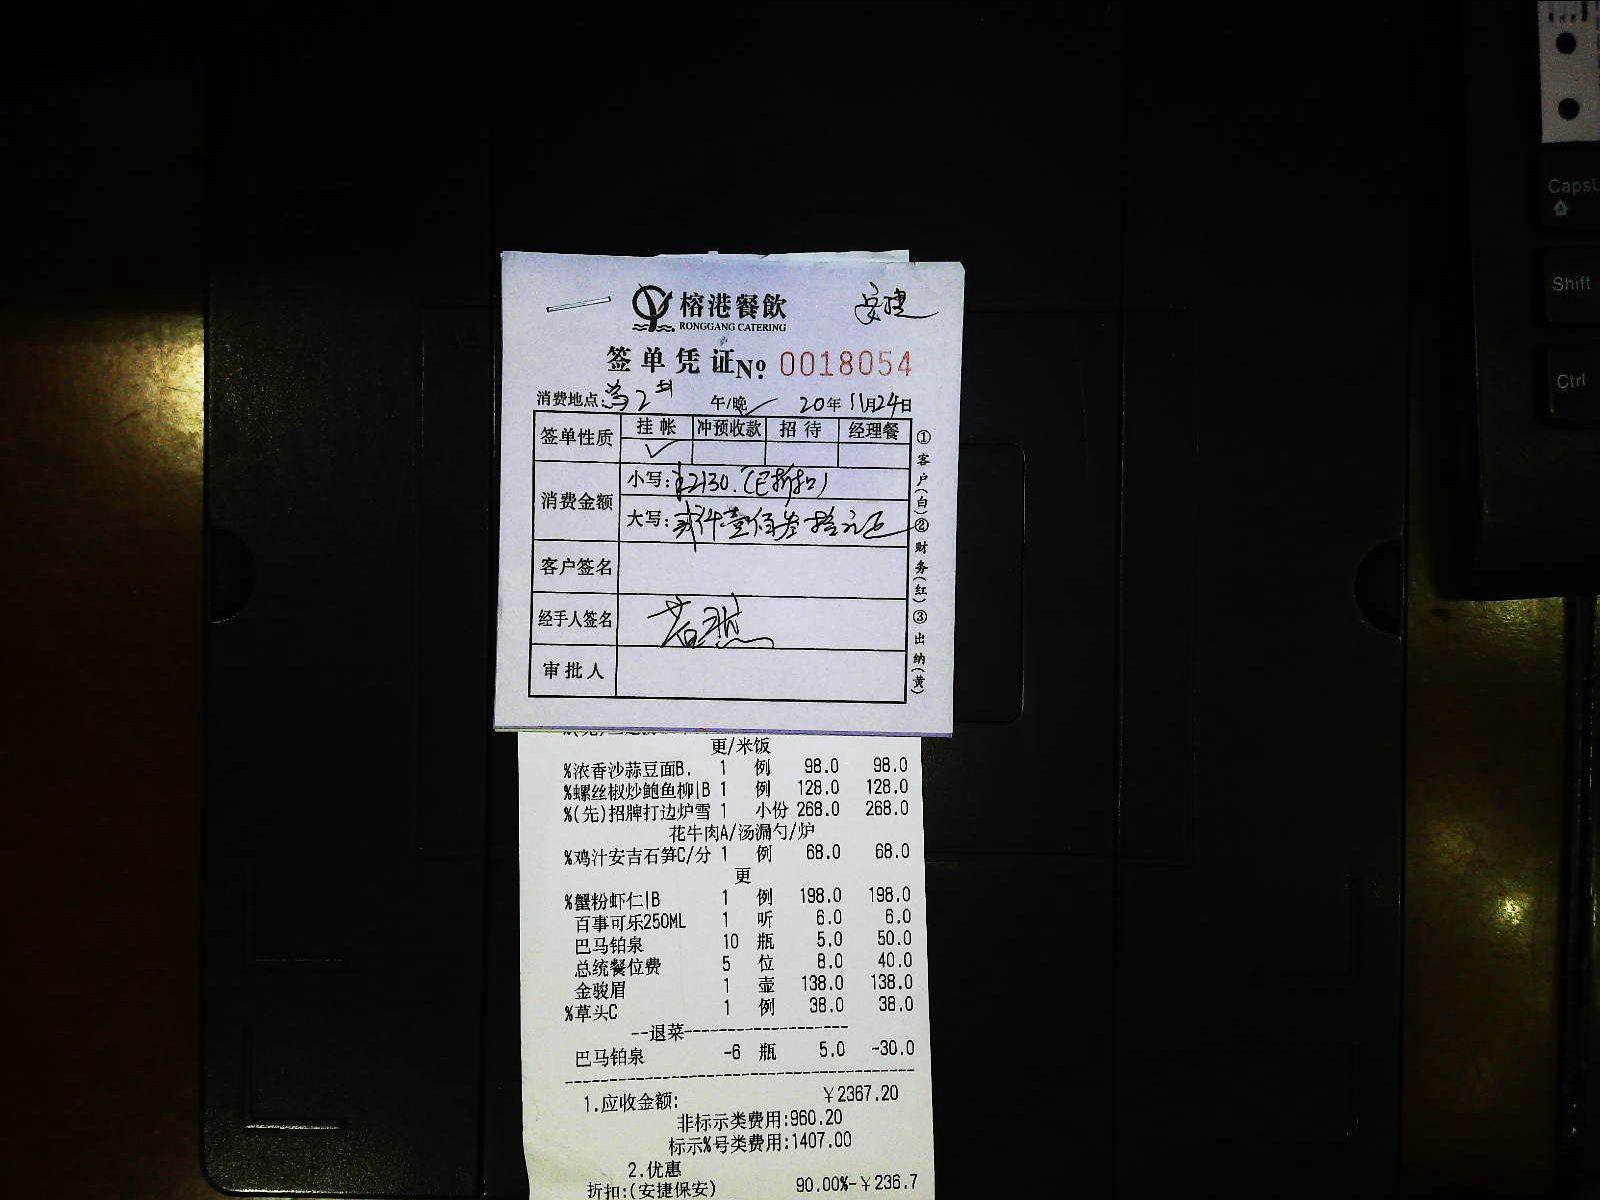 榕港餐飲
安捷
RONGGANG CATERING
签单凭证 №: 0018054
消费地点: 2 午/晚✓ 20年11月24日
签单性质 挂帐 冲预收款 招待 经理餐
✓
消费金额 小写: ¥2130.(已折扣)
大写: 贰仟壹佰叁拾元正
客户签名
经手人签名
审批人
①客户(白)②财务(红)③出纳(黄)
更/米饭
%浓香沙蒜豆面B. 1 例 98.0 98.0
%螺丝椒炒鲍鱼柳|B 1 例 128.0 128.0
%(先)招牌打边炉雪 1 小份 268.0 268.0
花牛肉A/汤漏勺/炉
%鸡汁安吉石笋C/分 1 例 68.0 68.0
更
%蟹粉虾仁|B 1 例 198.0 198.0
百事可乐250ML 1 听 6.0 6.0
巴马铂泉 10 瓶 5.0 50.0
总统餐位费 5 位 8.0 40.0
金骏眉 1 壶 138.0 138.0
%草头C 1 例 38.0 38.0
--退菜-------------------
巴马铂泉 -6 瓶 5.0 -30.0
1.应收金额: ￥2367.20
非标示类费用:960.20
标示%号类费用:1407.00
2.优惠
折扣:(安捷保安) 90.00%-￥236.7
Caps
Shift
Ctrl